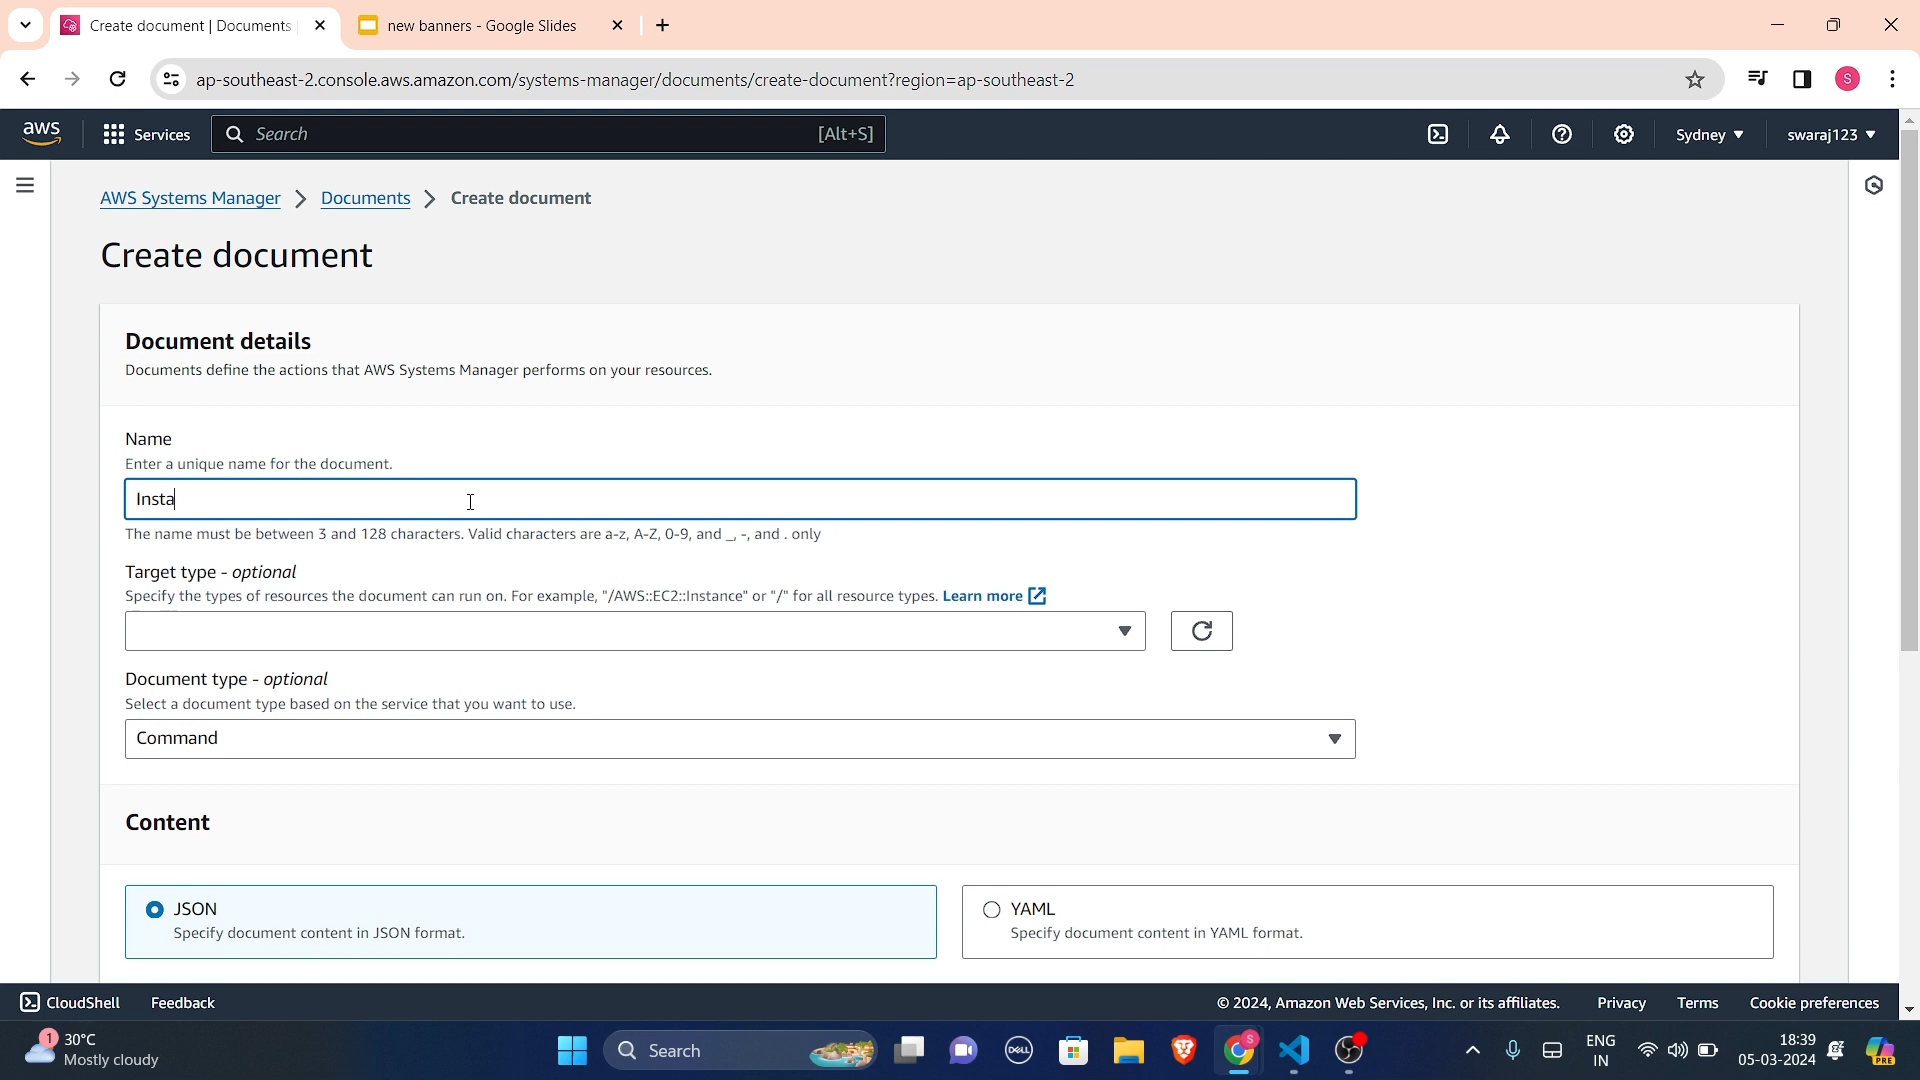 Create document | Documents
new banners - Google Slides
ap-southeast-2.console.aws.amazon.com/systems-manager/documents/create-document?region=ap-southeast-2
S
aws
Services
Search
[Alt+S]
Sydney
swaraj123
AWS Systems Manager
Documents
Create document
Create document
Document details
Documents define the actions that AWS Systems Manager performs on your resources.
Name
Enter a unique name for the document.
Insta
The name must be between 3 and 128 characters. Valid characters are a-z, A-Z, 0-9, and _, -, and . only
Target type - optional
Specify the types of resources the document can run on. For example, "/AWS::EC2::Instance" or "/" for all resource types. Learn more
Document type - optional
Select a document type based on the service that you want to use.
Command
Content
JSON
Specify document content in JSON format.
YAML
Specify document content in YAML format.
CloudShell
Feedback
© 2024, Amazon Web Services, Inc. or its affiliates.
Privacy
Terms
Cookie preferences
1
30°C
Mostly cloudy
Search
DELL
S
ENG
IN
18:39
05-03-2024
PRE